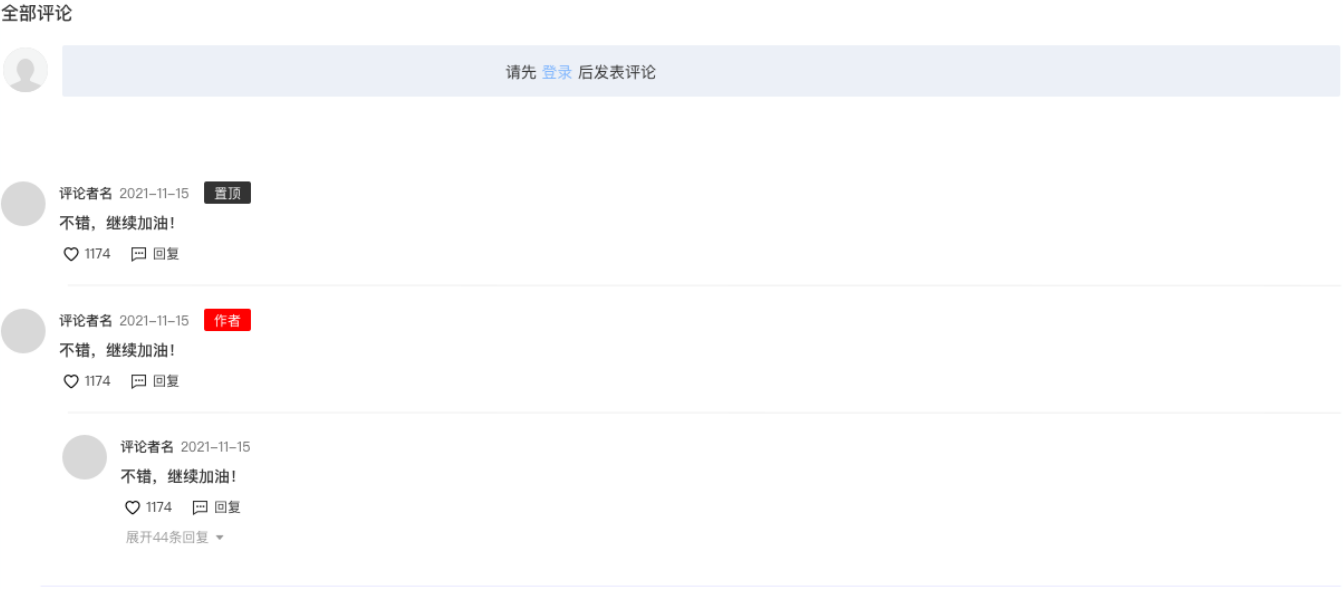 全部评论
请先 登录 后发表评论
评论者名 2021-11-15 置顶
不错，继续加油！
1174 回复
评论者名 2021-11-15 作者
不错，继续加油！
1174 回复
评论者名 2021-11-15
不错，继续加油！
1174 回复
展开44条回复